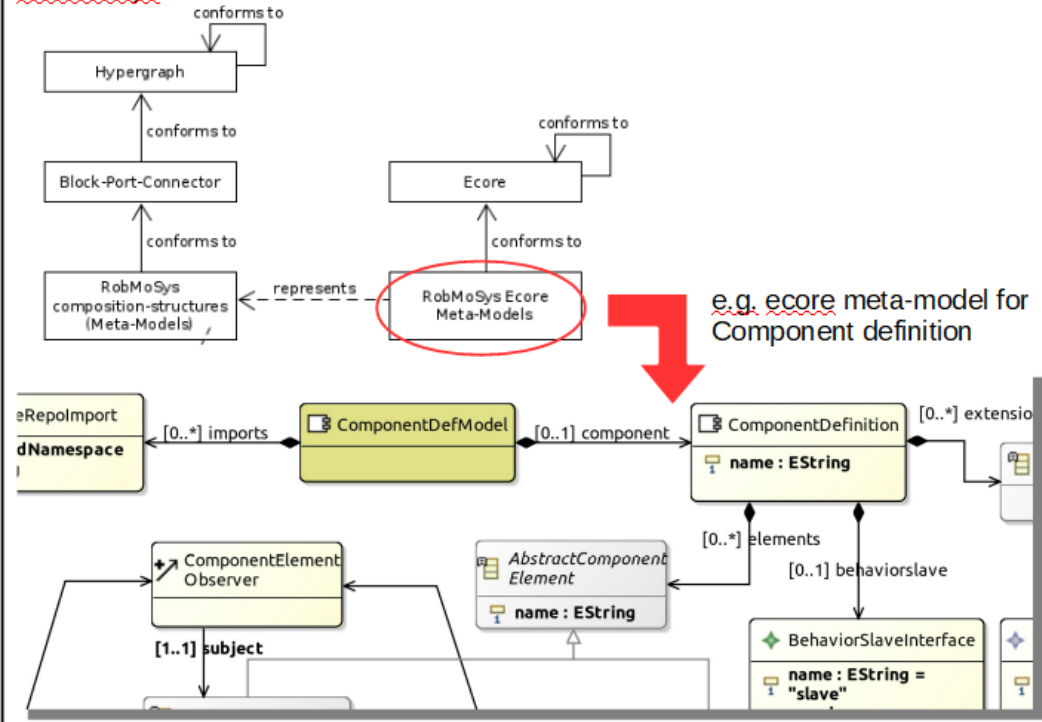 conforms to
Hypergraph
conforms to
conforms to
Block-Port-Connector
Ecore
conforms to
conforms to
RobMoSys
composition-structures
(Meta-Models)
represents
RobMoSys Ecore
Meta-Models
e.g. ecore meta-model for
Component definition
eRepoImport
dNamespace
[0..*] imports
ComponentDefModel
[0..1] component
ComponentDefinition
name : EString
[0..*] extensio
[0..*] elements
[0..1] behaviorslave
ComponentElement
Observer
[1..1] subject
AbstractComponent
Element
name : EString
BehaviorSlaveInterface
name : EString =
"slave"